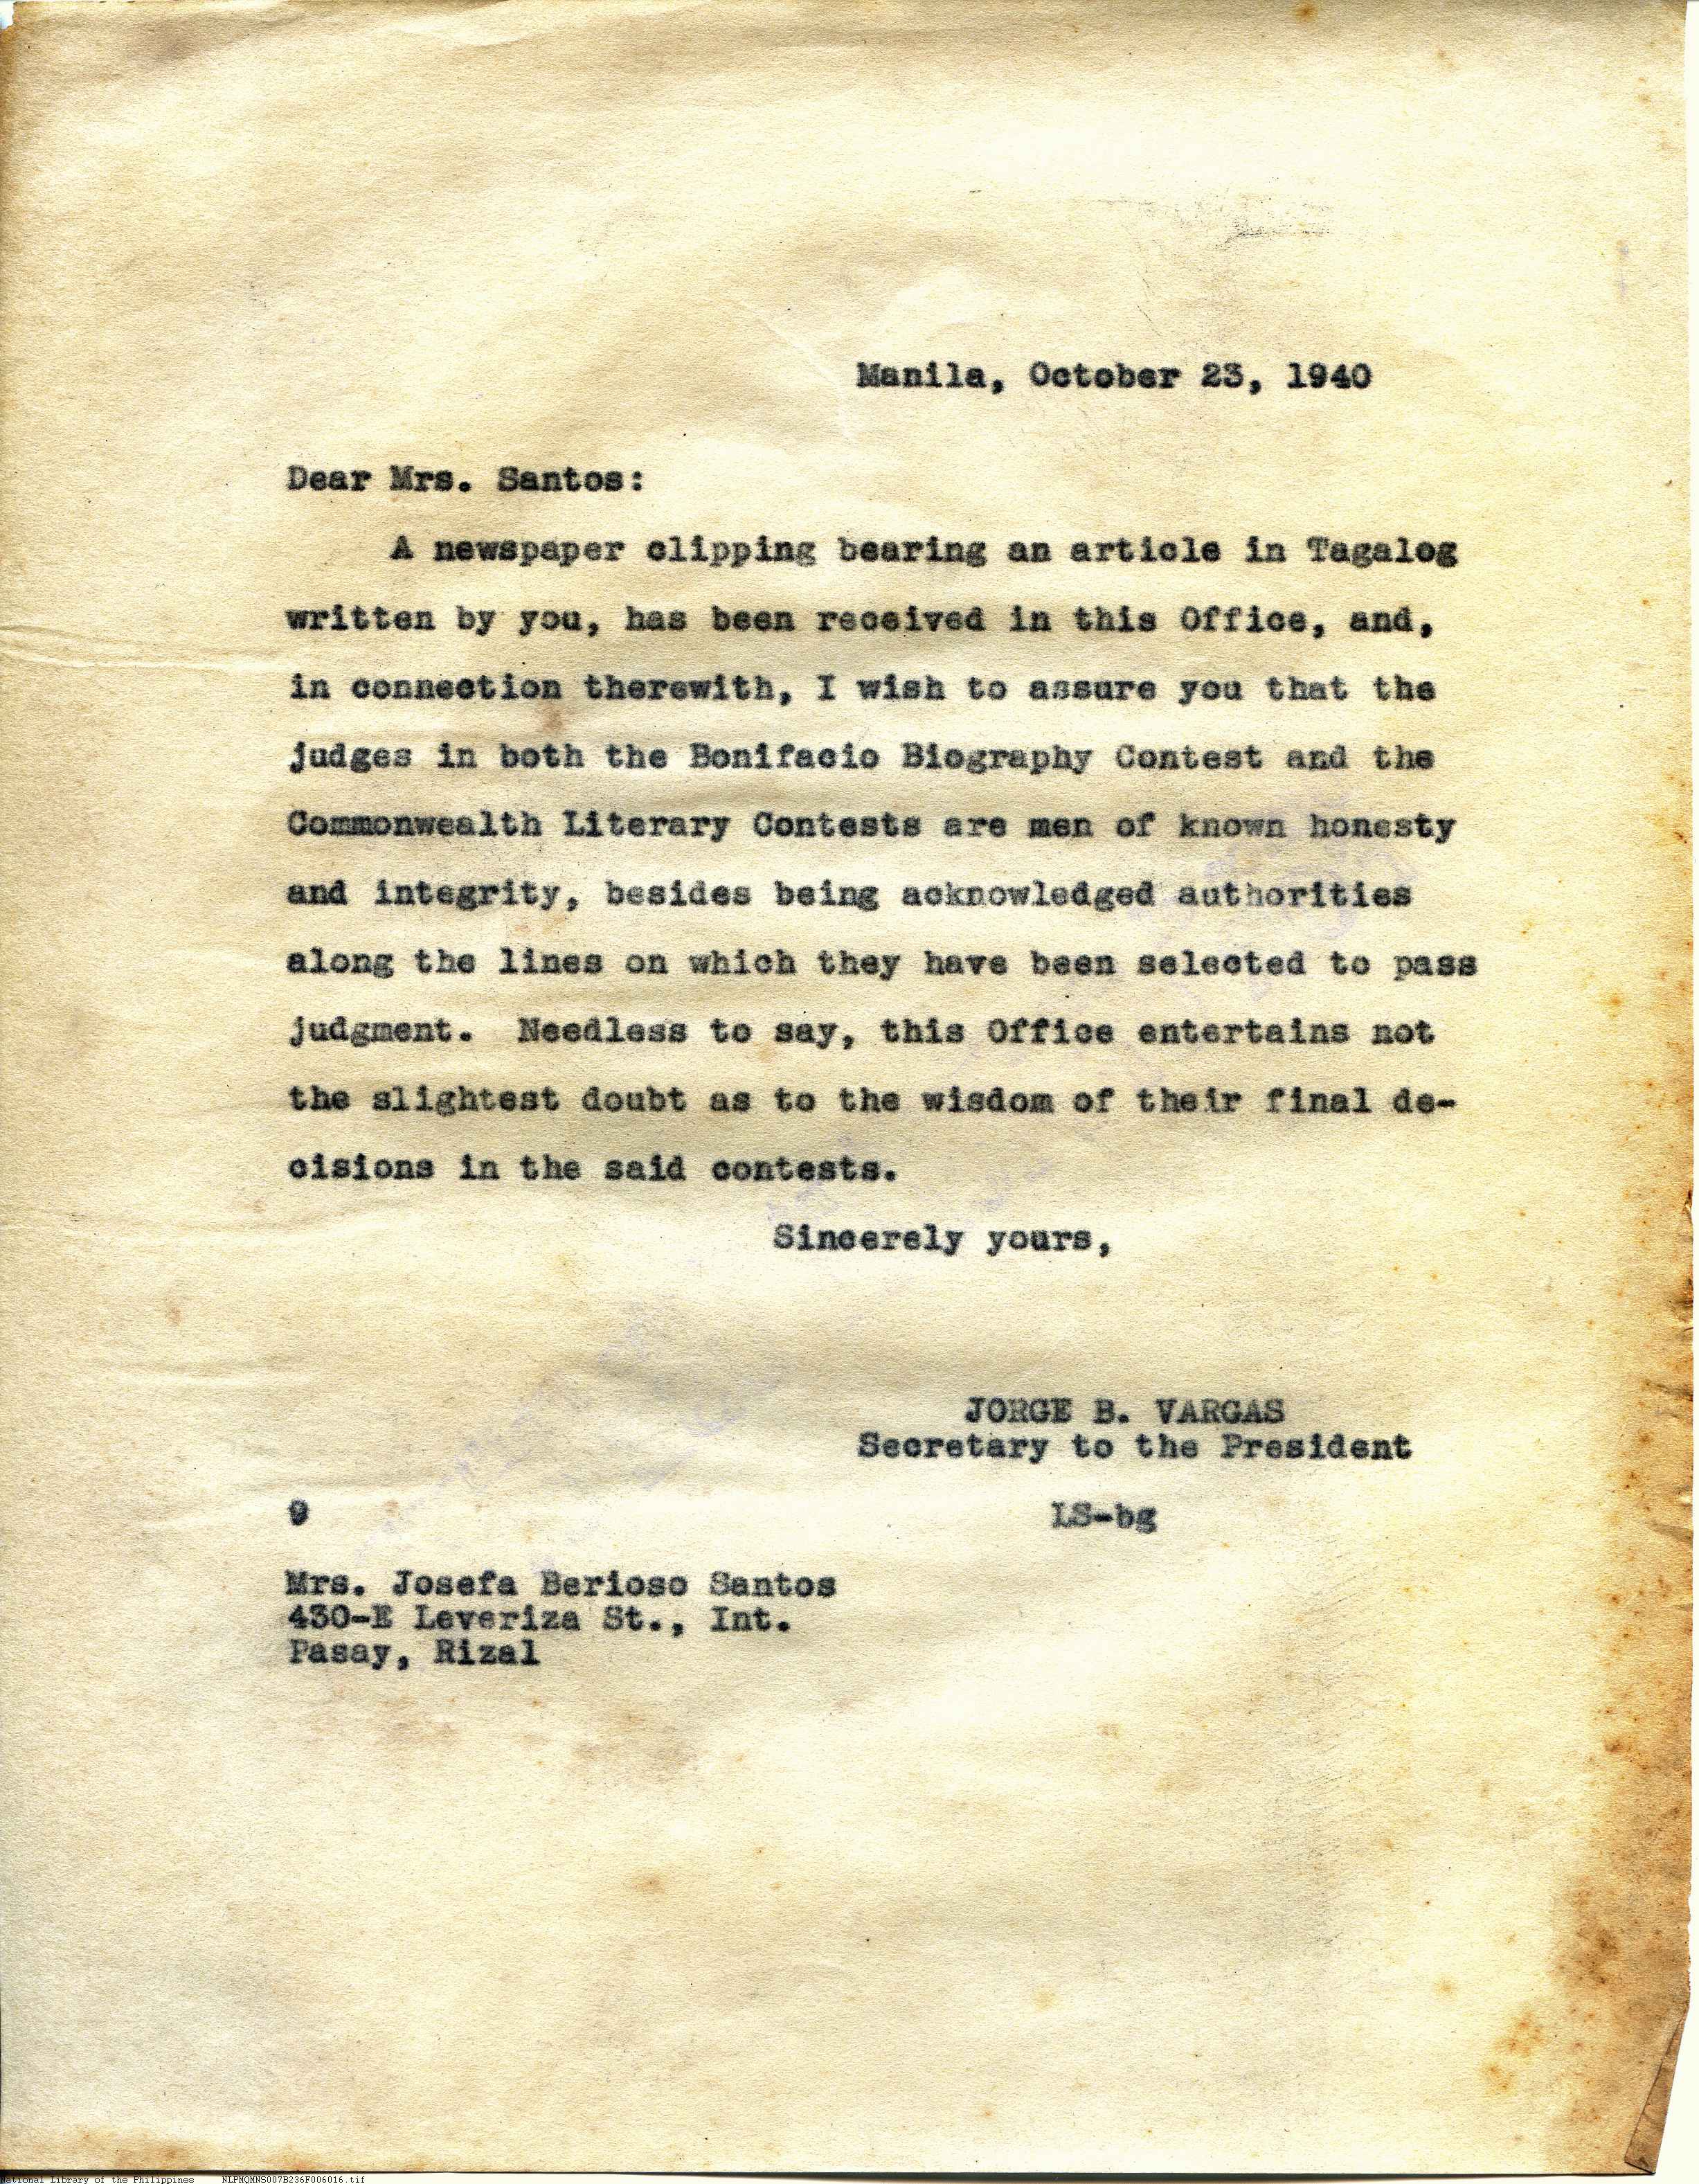 Manila, October 23, 1940
Dear Mrs. Santos:
A newspaper clipping bearing an article in Tagalog
written by you, has been received in this Office, and,
in connection therewith, I wish to assure you that the
judges in both the Bonifacio Biography Contest and the
Commonwealth Literary Contests are men of known honesty
and integrity, besides being acknowledged authorities
along the lines on which they have been selected to pass
judgment.  Needless to say, this Office entertains not
the slightest doubt as to the wisdom of their final de-
cisions in the said contests.
Sincerely yours,
JORGE B. VARGAS
Secretary to the President
9
LS-bg
Mrs. Josefa Berioso Santos
430-E Leveriza St., Int.
Pasay, Rizal
National Library of the Philippines    NLPMQMNS007B236F006016.tif